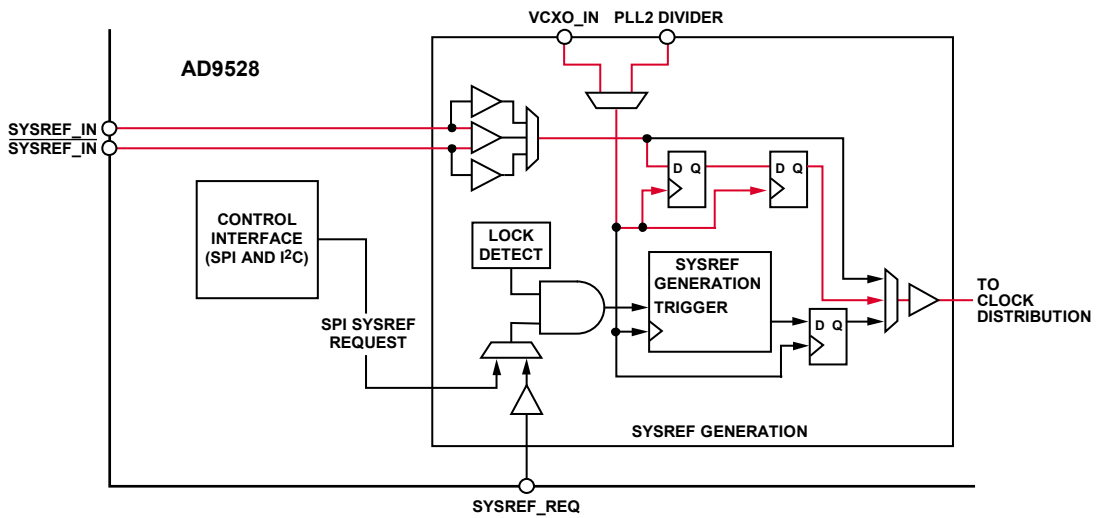 VCXO_IN PLL2 DIVIDER
AD9528
SYSREF_IN
SYSREF_IN
D Q
D Q
CONTROL
INTERFACE
(SPI AND I²C)
LOCK
DETECT
SYSREF
GENERATION
TRIGGER
TO
CLOCK
DISTRIBUTION
SPI SYSREF
REQUEST
D Q
SYSREF GENERATION
SYSREF_REQ